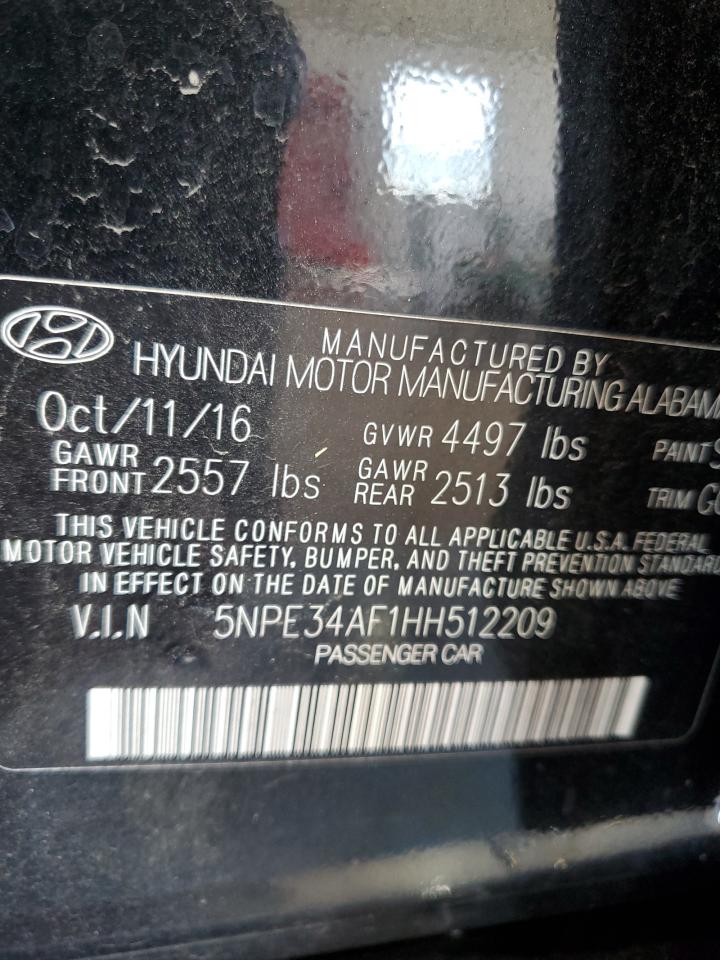 MANUFACTURED BY
HYUNDAI MOTOR MANUFACTURING ALABAMA
Oct/11/16 GVWR 4497 lbs PAINT
GAWR FRONT 2557 lbs GAWR REAR 2513 lbs TRIM
THIS VEHICLE CONFORMS TO ALL APPLICABLE U.S.A. FEDERAL
MOTOR VEHICLE SAFETY, BUMPER, AND THEFT PREVENTION STANDARD
IN EFFECT ON THE DATE OF MANUFACTURE SHOWN ABOVE
V.I.N 5NPE34AF1HH512209
PASSENGER CAR